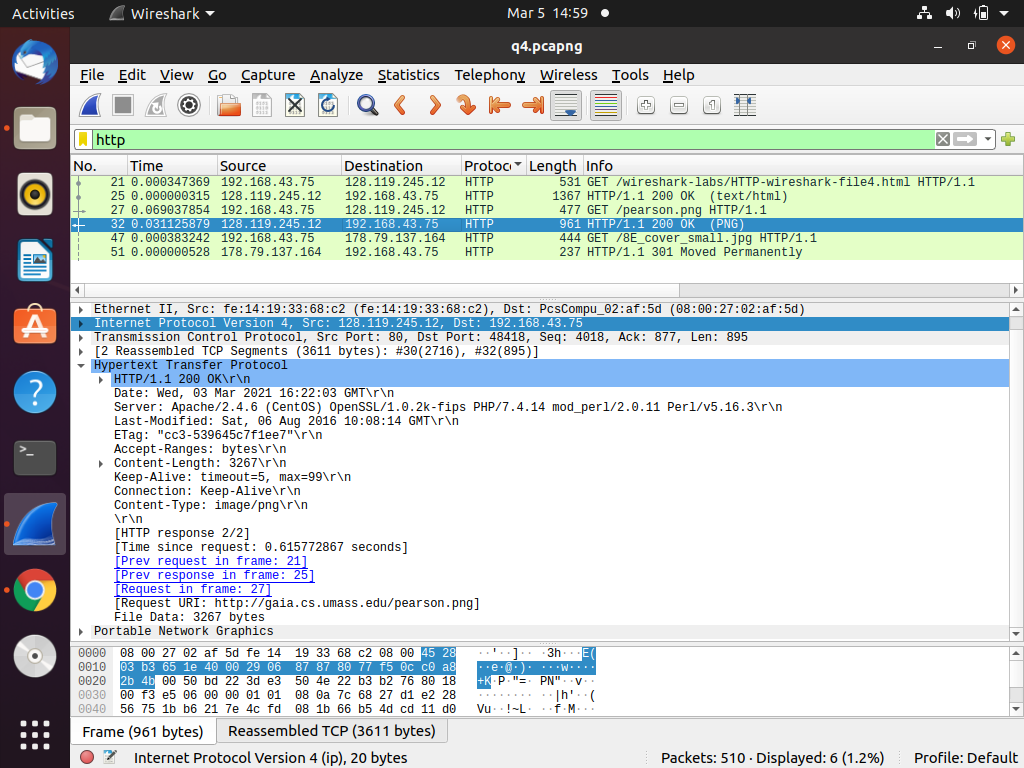 Activities Wireshark Mar 5 14:59
q4.pcapng
File Edit View Go Capture Analyze Statistics Telephony Wireless Tools Help
http
No. Time Source Destination Protoc Length Info
21 0.000347369 192.168.43.75 128.119.245.12 HTTP 531 GET /wireshark-labs/HTTP-wireshark-file4.html HTTP/1.1
25 0.000000315 128.119.245.12 192.168.43.75 HTTP 1367 HTTP/1.1 200 OK (text/html)
27 0.069037854 192.168.43.75 128.119.245.12 HTTP 477 GET /pearson.png HTTP/1.1
32 0.031125879 128.119.245.12 192.168.43.75 HTTP 961 HTTP/1.1 200 OK (PNG)
47 0.000383242 192.168.43.75 178.79.137.164 HTTP 444 GET /8E_cover_small.jpg HTTP/1.1
51 0.000000528 178.79.137.164 192.168.43.75 HTTP 237 HTTP/1.1 301 Moved Permanently
Ethernet II, Src: fe:14:19:33:68:c2 (fe:14:19:33:68:c2), Dst: PcsCompu_02:af:5d (08:00:27:02:af:5d)
Internet Protocol Version 4, Src: 128.119.245.12, Dst: 192.168.43.75
Transmission Control Protocol, Src Port: 80, Dst Port: 48418, Seq: 4018, Ack: 877, Len: 895
[2 Reassembled TCP Segments (3611 bytes): #30(2716), #32(895)]
Hypertext Transfer Protocol
HTTP/1.1 200 OK\r\n
Date: Wed, 03 Mar 2021 16:22:03 GMT\r\n
Server: Apache/2.4.6 (CentOS) OpenSSL/1.0.2k-fips PHP/7.4.14 mod_perl/2.0.11 Perl/v5.16.3\r\n
Last-Modified: Sat, 06 Aug 2016 10:08:14 GMT\r\n
ETag: "cc3-539645c7f1ee7"\r\n
Accept-Ranges: bytes\r\n
Content-Length: 3267\r\n
Keep-Alive: timeout=5, max=99\r\n
Connection: Keep-Alive\r\n
Content-Type: image/png\r\n
\r\n
[HTTP response 2/2]
[Time since request: 0.615772867 seconds]
[Prev request in frame: 21]
[Prev response in frame: 25]
[Request in frame: 27]
[Request URI: http://gaia.cs.umass.edu/pearson.png]
File Data: 3267 bytes
Portable Network Graphics
0000 08 00 27 02 af 5d fe 14 19 33 68 c2 08 00 45 28 ··'··]·· ·3h···E(
0010 03 b3 65 1e 40 00 29 06 87 87 80 77 f5 0c c0 a8 ··e·@·)· ···w····
0020 2b 4b 00 50 bd 22 3d e3 50 4e 22 b3 b2 76 80 18 +K·P·"=· PN"··v··
0030 00 f3 e5 06 00 00 01 01 08 0a 7c 68 27 d1 e2 28 ········ ··|h'··(
0040 56 75 1b b6 21 7e 4c fd 08 1b 66 b5 4d cd 11 d0 Vu··!~L· ··f·M···
Frame (961 bytes) Reassembled TCP (3611 bytes)
Internet Protocol Version 4 (ip), 20 bytes Packets: 510 · Displayed: 6 (1.2%) Profile: Default